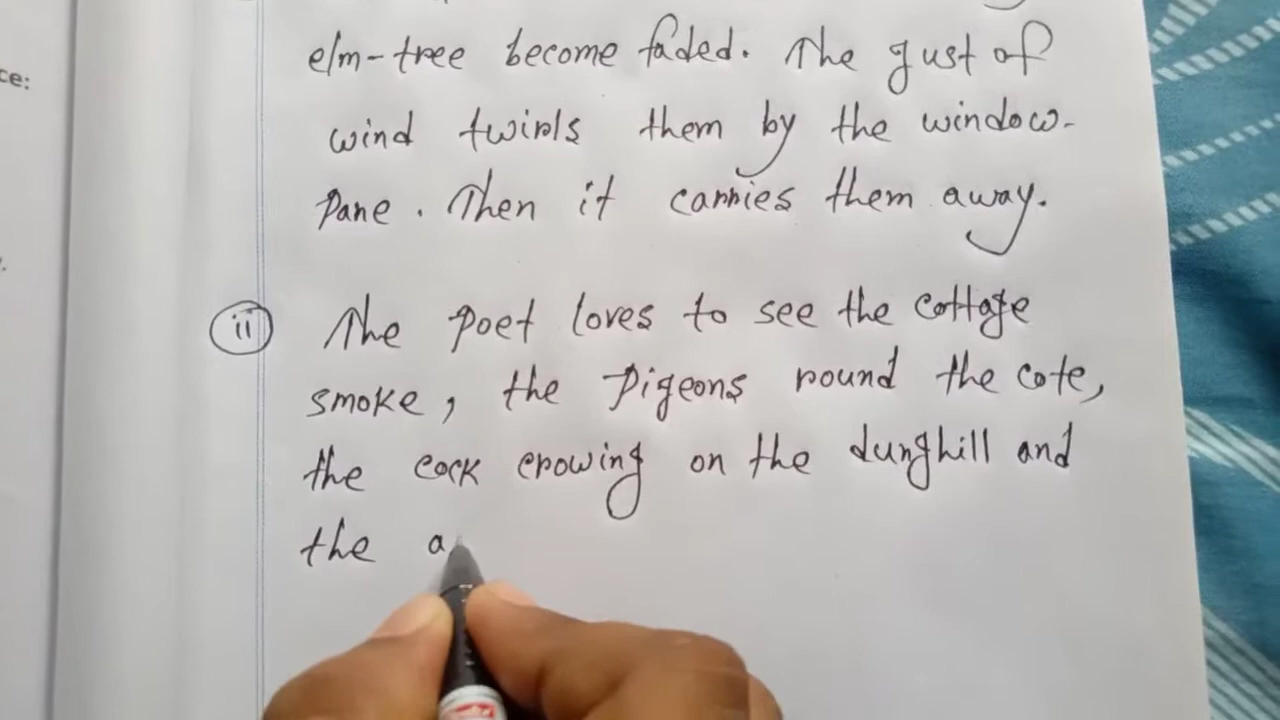 ce:
elm-tree become faded. The gust of
wind twirls them by the window-
pane. Then it carries them away.
ii The poet loves to see the cottage
smoke, the pigeons round the cote,
the cock crowing on the dunghill and
the a